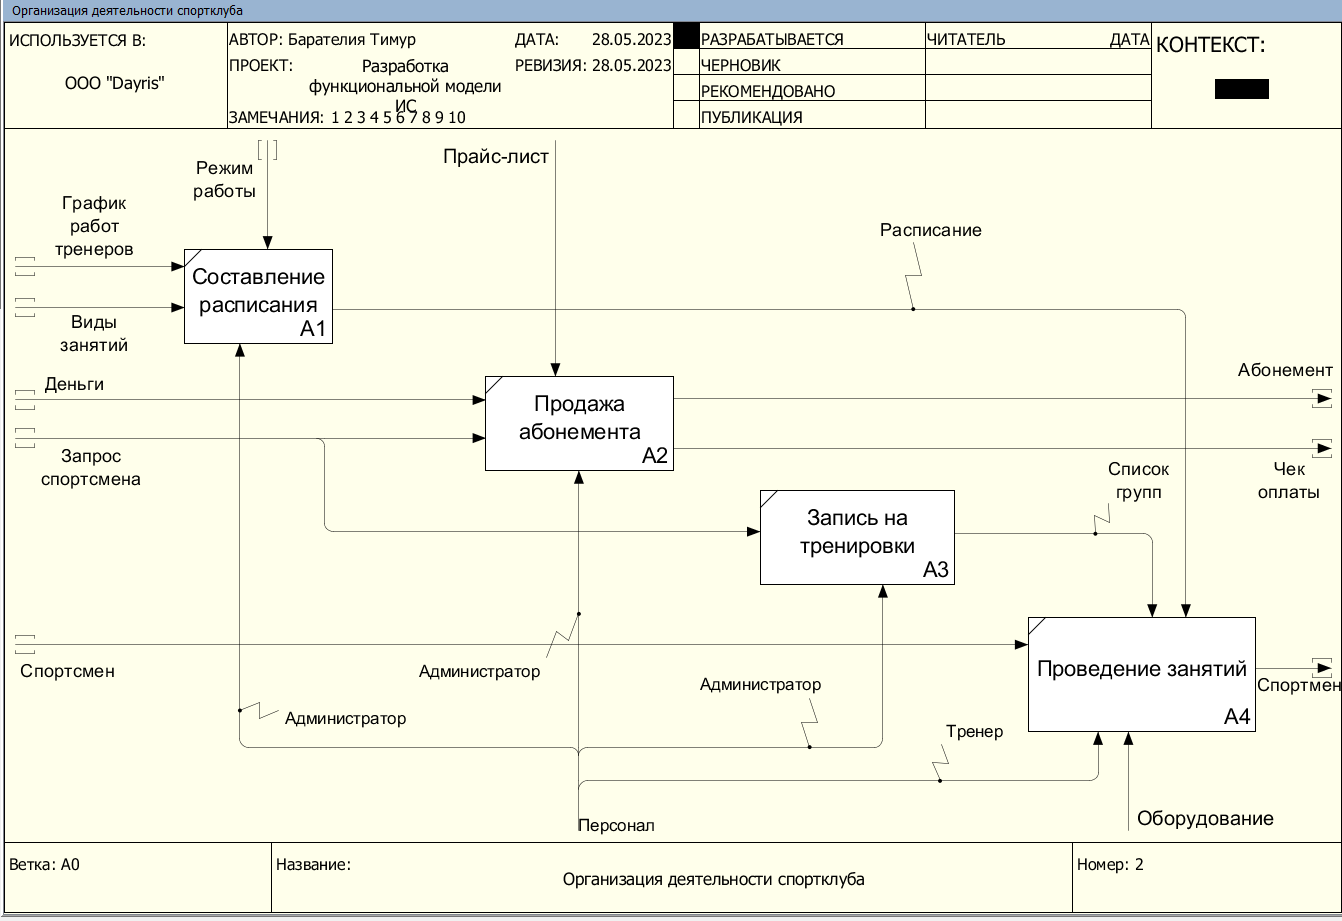 Организация деятельности спортклуба
ИСПОЛЬЗУЕТСЯ В:
ООО "Dayris"
АВТОР: Барателия Тимур
ДАТА: 28.05.2023
ПРОЕКТ: Разработка
функциональной модели
ИС
РЕВИЗИЯ: 28.05.2023
ЗАМЕЧАНИЯ: 1 2 3 4 5 6 7 8 9 10
РАЗРАБАТЫВАЕТСЯ
ЧЕРНОВИК
РЕКОМЕНДОВАНО
ПУБЛИКАЦИЯ
ЧИТАТЕЛЬ
ДАТА
КОНТЕКСТ:
Режим
работы
Прайс-лист
График
работ
тренеров
Расписание
Составление
расписания
A1
Виды
занятий
Деньги
Абонемент
Продажа
абонемента
A2
Запрос
спортсмена
Список
групп
Чек
оплаты
Запись на
тренировки
A3
Спортсмен
Администратор
Проведение занятий
A4
Спортмен
Администратор
Администратор
Тренер
Персонал
Оборудование
Ветка: A0
Название:
Организация деятельности спортклуба
Номер: 2